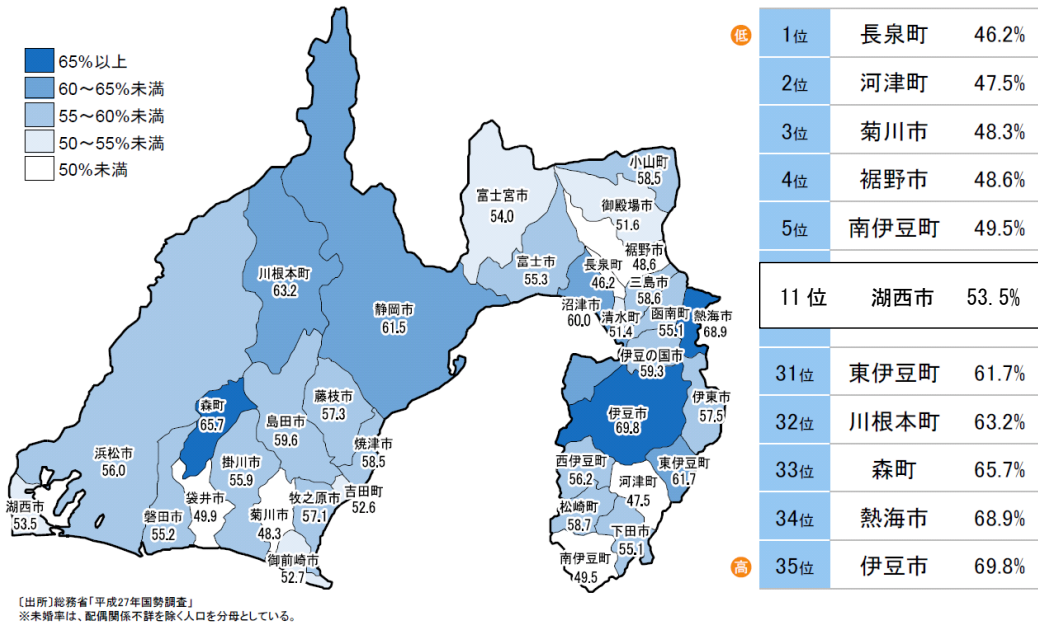 65%以上
60～65%未満
55～60%未満
50～55%未満
50%未満
小山町
58.5
富士宮市
54.0
御殿場市
51.6
裾野市
48.6
富士市
55.3
長泉町
46.2
三島市
58.6
川根本町
63.2
静岡市
61.5
沼津市
60.0
清水町
51.4
函南町
55.1
熱海市
68.9
伊豆の国市
59.3
森町
65.7
藤枝市
57.3
島田市
59.6
伊豆市
69.8
伊東市
57.5
浜松市
56.0
焼津市
58.5
掛川市
55.9
西伊豆町
56.2
東伊豆町
61.7
湖西市
53.5
袋井市
49.9
牧之原市
57.1
吉田町
52.6
河津町
47.5
磐田市
55.2
菊川市
48.3
松崎町
58.7
下田市
55.1
御前崎市
52.7
南伊豆町
49.5
低 1位 長泉町 46.2%
2位 河津町 47.5%
3位 菊川市 48.3%
4位 裾野市 48.6%
5位 南伊豆町 49.5%
11位 湖西市 53.5%
31位 東伊豆町 61.7%
32位 川根本町 63.2%
33位 森町 65.7%
34位 熱海市 68.9%
高 35位 伊豆市 69.8%
〔出所〕総務省「平成27年国勢調査」
※未婚率は、配偶関係不詳を除く人口を分母としている。